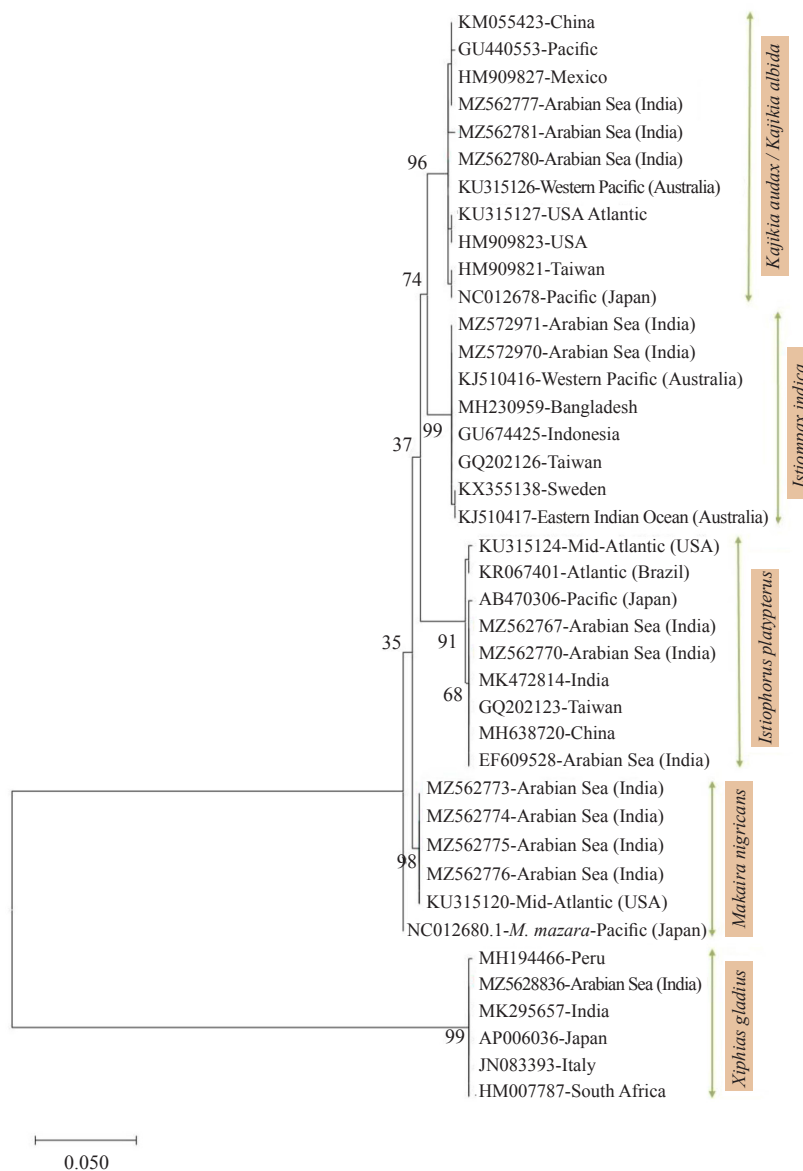 KM055423-China
GU440553-Pacific
HM909827-Mexico
MZ562777-Arabian Sea (India)
MZ562781-Arabian Sea (India)
MZ562780-Arabian Sea (India)
KU315126-Western Pacific (Australia)
KU315127-USA Atlantic
HM909823-USA
HM909821-Taiwan
NC012678-Pacific (Japan)
Kajikia audax / Kajikia albida
96
74
MZ572971-Arabian Sea (India)
MZ572970-Arabian Sea (India)
KJ510416-Western Pacific (Australia)
MH230959-Bangladesh
GU674425-Indonesia
GQ202126-Taiwan
KX355138-Sweden
KJ510417-Eastern Indian Ocean (Australia)
Istiompax indica
99
37
KU315124-Mid-Atlantic (USA)
KR067401-Atlantic (Brazil)
AB470306-Pacific (Japan)
MZ562767-Arabian Sea (India)
MZ562770-Arabian Sea (India)
MK472814-India
GQ202123-Taiwan
MH638720-China
EF609528-Arabian Sea (India)
Istiophorus platypterus
91
68
35
MZ562773-Arabian Sea (India)
MZ562774-Arabian Sea (India)
MZ562775-Arabian Sea (India)
MZ562776-Arabian Sea (India)
KU315120-Mid-Atlantic (USA)
NC012680.1-M. mazara-Pacific (Japan)
Makaira nigricans
98
MH194466-Peru
MZ5628836-Arabian Sea (India)
MK295657-India
AP006036-Japan
JN083393-Italy
HM007787-South Africa
Xiphias gladius
99
0.050